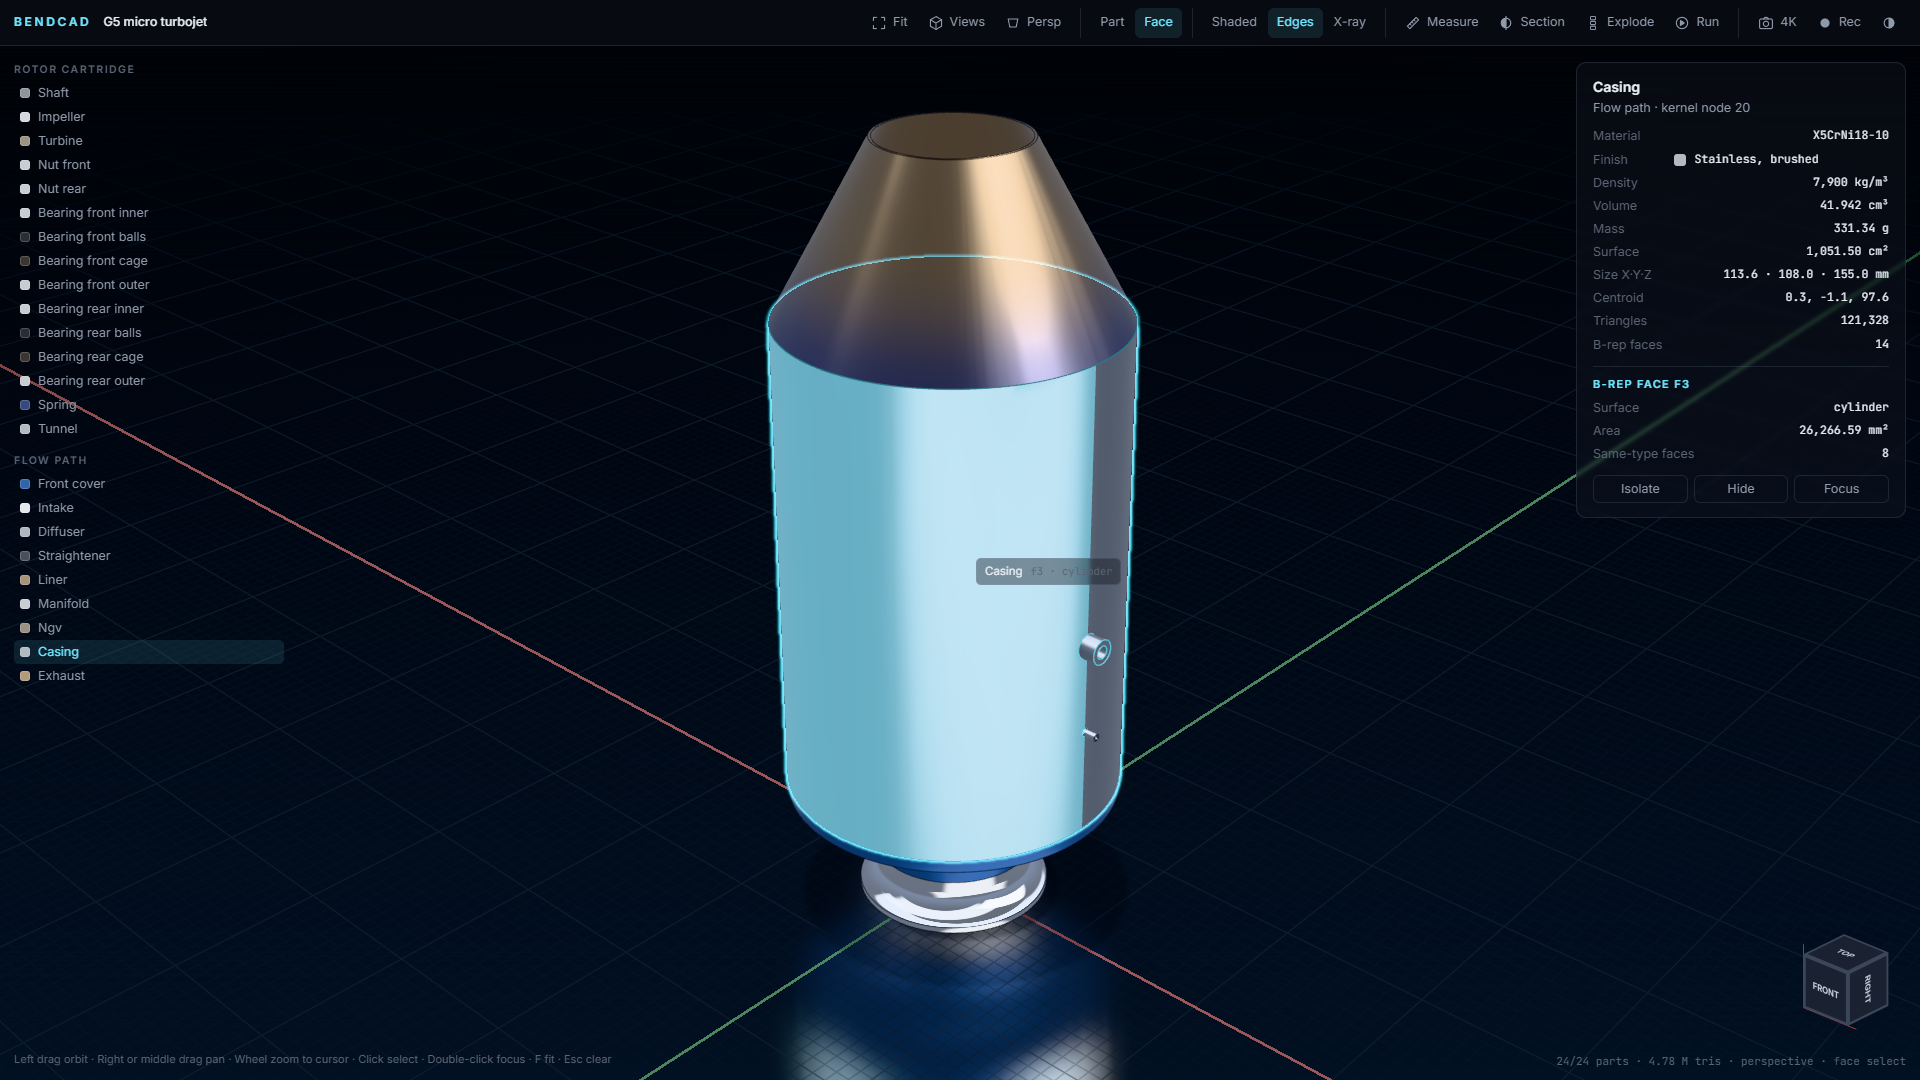 BENDCAD G5 micro turbojet Fit Views Persp Part Face Shaded Edges X-ray Measure Section Explode Run 4K Rec
ROTOR CARTRIDGE
Shaft
Impeller
Turbine
Nut front
Nut rear
Bearing front inner
Bearing front balls
Bearing front cage
Bearing front outer
Bearing rear inner
Bearing rear balls
Bearing rear cage
Bearing rear outer
Spring
Tunnel
FLOW PATH
Front cover
Intake
Diffuser
Straightener
Liner
Manifold
Ngv
Casing
Exhaust
Casing f3 · cylinder
Casing
Flow path · kernel node 20
Material X5CrNi18-10
Finish Stainless, brushed
Density 7,900 kg/m³
Volume 41.942 cm³
Mass 331.34 g
Surface 1,051.50 cm²
Size X·Y·Z 113.6 · 108.0 · 155.0 mm
Centroid 0.3, -1.1, 97.6
Triangles 121,328
B-rep faces 14
B-REP FACE F3
Surface cylinder
Area 26,266.59 mm²
Same-type faces 8
Isolate Hide Focus
TOP
FRONT
RIGHT
Left drag orbit · Right or middle drag pan · Wheel zoom to cursor · Click select · Double-click focus · F fit · Esc clear
24/24 parts · 4.78 M tris · perspective · face select